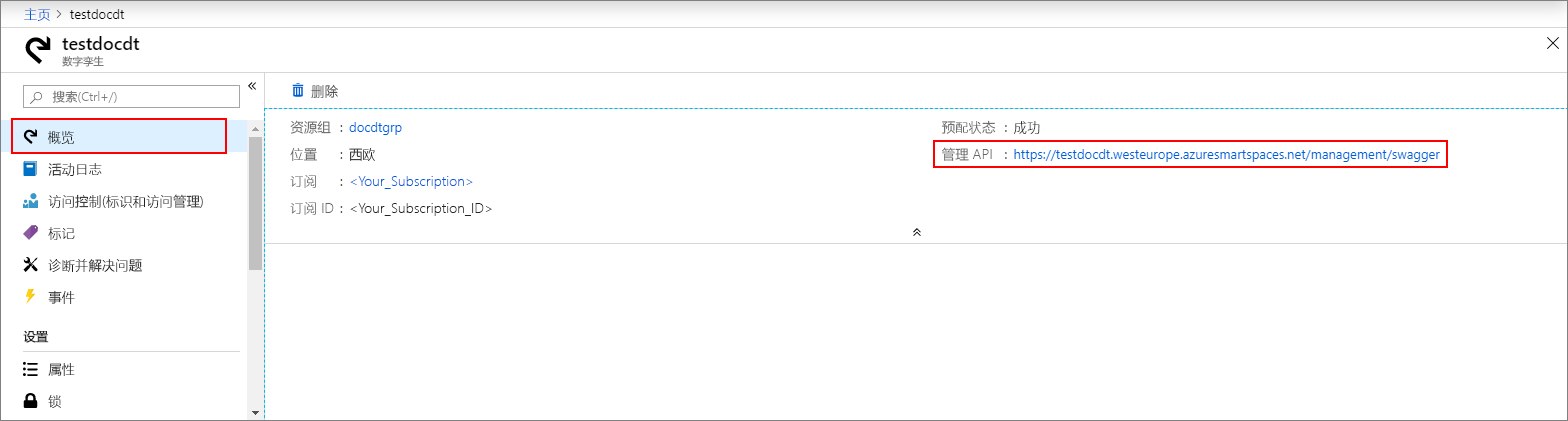 主页 > testdocdt
testdocdt
数字孪生
搜索(Ctrl+/)
«
删除
概览
活动日志
访问控制(标识和访问管理)
标记
诊断并解决问题
事件
设置
属性
锁
资源组 : docdtgrp
位置 : 西欧
订阅 : <Your_Subscription>
订阅 ID : <Your_Subscription_ID>
预配状态 : 成功
管理 API : https://testdocdt.westeurope.azuresmartspaces.net/management/swagger